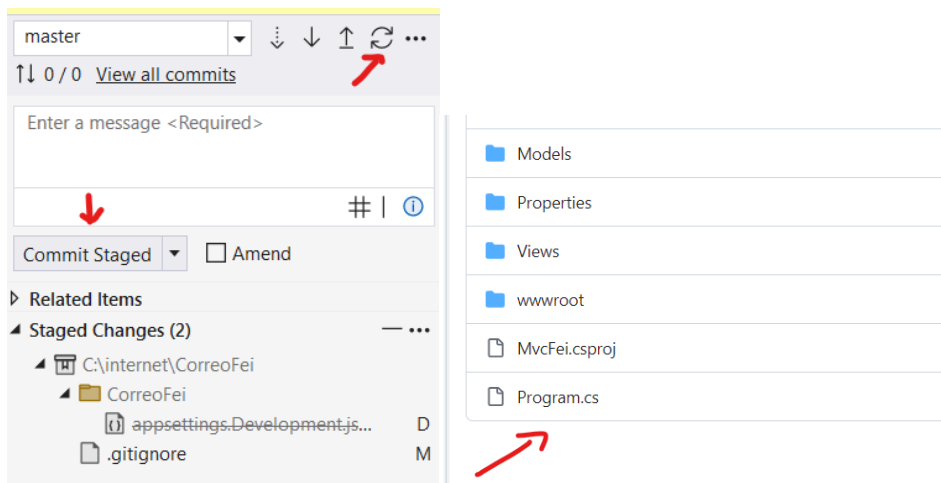 master
0 / 0 View all commits
Enter a message <Required>
Commit Staged
Amend
Related Items
Staged Changes (2)
C:\internet\CorreoFei
CorreoFei
appsettings.Development.js... D
.gitignore M
Models
Properties
Views
wwwroot
MvcFei.csproj
Program.cs